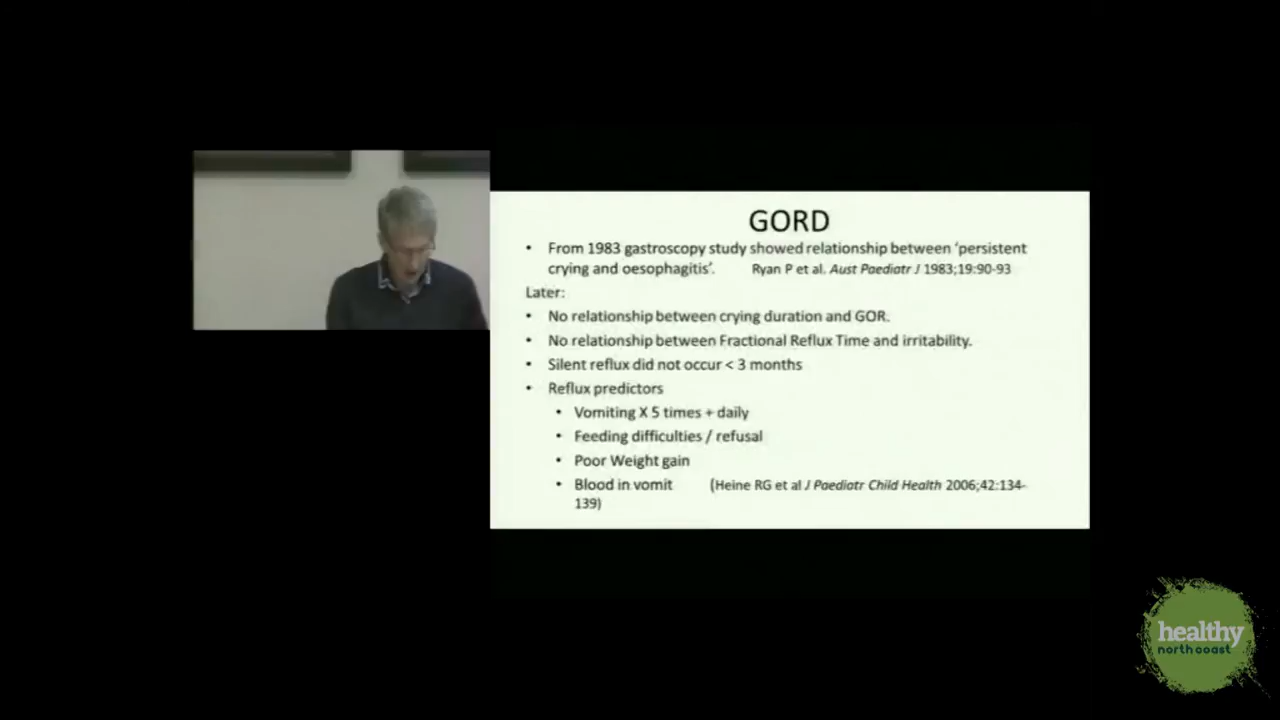 GORD
• From 1983 gastroscopy study showed relationship between 'persistent
crying and oesophagitis'. Ryan P et al. Aust Paediatr J 1983;19:90-93
Later:
• No relationship between crying duration and GOR.
• No relationship between Fractional Reflux Time and irritability.
• Silent reflux did not occur < 3 months
• Reflux predictors
• Vomiting X 5 times + daily
• Feeding difficulties / refusal
• Poor Weight gain
• Blood in vomit (Heine RG et al J Paediatr Child Health 2006;42:134-
139)
healthy
north coast